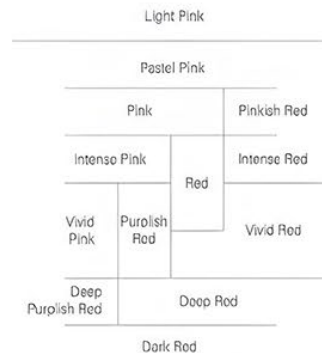 Light Pink
Pastel Pink
Pink
Pinkish Red
Intense Pink
Red
Intense Red
Vivid
Pink
Purplish
Red
Vivid Red
Deep
Purplish Red
Deep Red
Dark Red